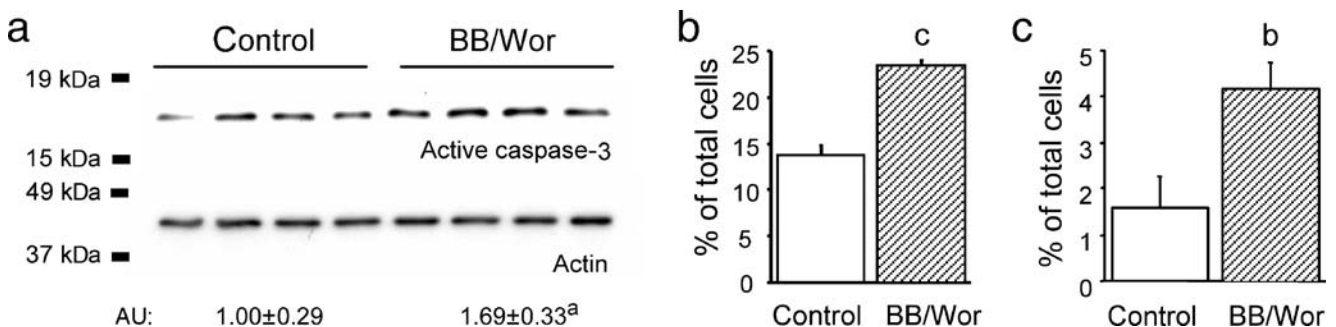 a
Control BB/Wor
19 kDa
Active caspase-3
15 kDa
49 kDa
37 kDa
Actin
AU: 1.00±0.29 1.69±0.33a
b
% of total cells
25
20
15
10
5
0
c
Control BB/Wor
c
% of total cells
5
4
3
2
1
0
b
Control BB/Wor